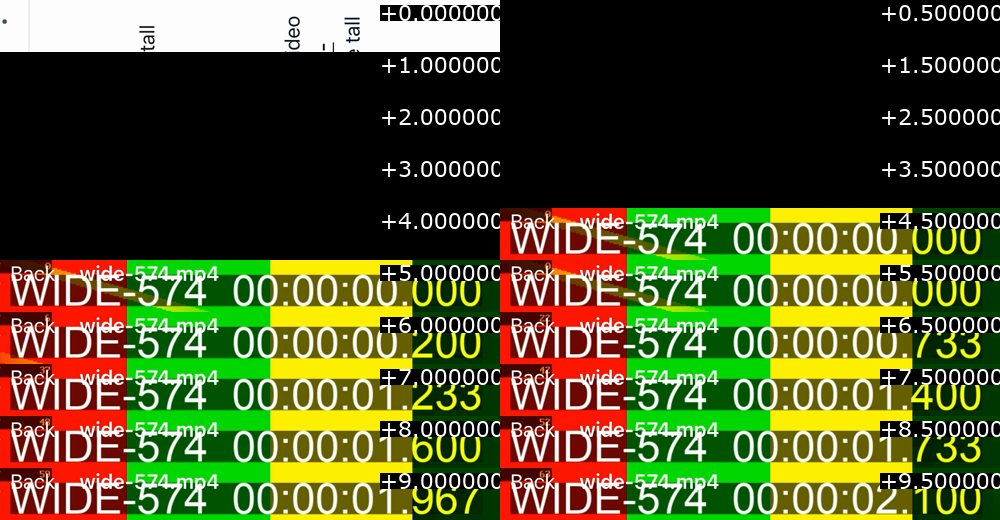 tall
deo
e tall
+0.000000
+0.500000
+1.000000
+1.500000
+2.000000
+2.500000
+3.000000
+3.500000
+4.000000
Back wide-574.mp4 +4.500000
WIDE-574 00:00:00.000
Back wide-574.mp4 +5.000000
WIDE-574 00:00:00.000
Back wide-574.mp4 +5.500000
WIDE-574 00:00:00.000
Back wide-574.mp4 +6.000000
WIDE-574 00:00:00.200
Back wide-574.mp4 +6.500000
WIDE-574 00:00:00.733
Back wide-574.mp4 +7.000000
WIDE-574 00:00:01.233
Back wide-574.mp4 +7.500000
WIDE-574 00:00:01.400
Back wide-574.mp4 +8.000000
WIDE-574 00:00:01.600
Back wide-574.mp4 +8.500000
WIDE-574 00:00:01.733
Back wide-574.mp4 +9.000000
WIDE-574 00:00:01.967
Back wide-574.mp4 +9.500000
WIDE-574 00:00:02.100